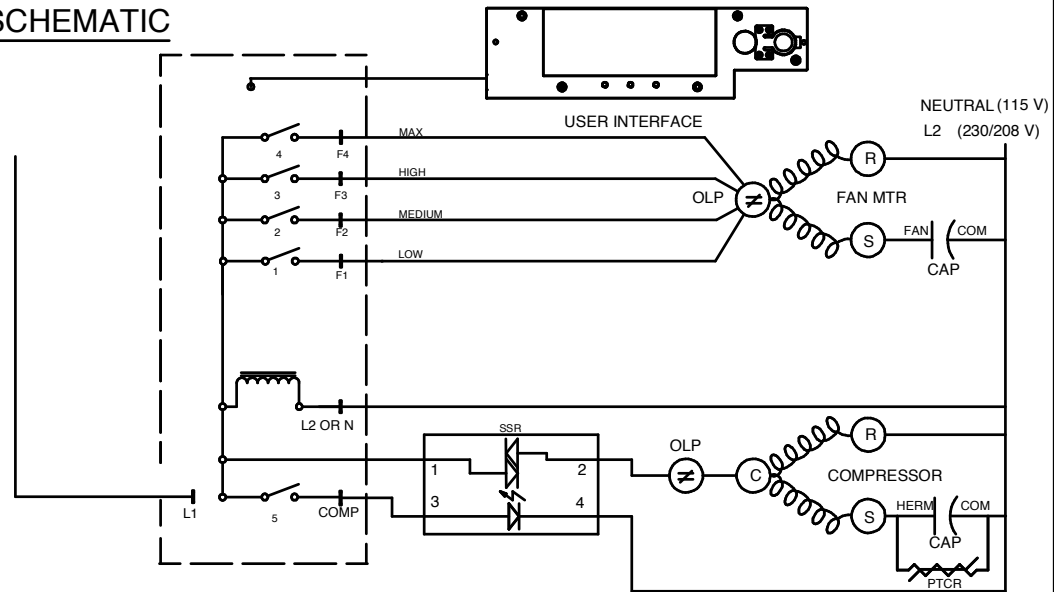 SCHEMATIC
NEUTRAL (115 V)
L2 (230/208 V)
USER INTERFACE
MAX
4
F4
HIGH
3
F3
MEDIUM
2
F2
LOW
1
F1
OLP
R
FAN MTR
S
FAN
COM
CAP
L2 OR N
SSR
1
2
3
4
OLP
C
R
COMPRESSOR
S
HERM
COM
CAP
PTCR
L1
5
COMP